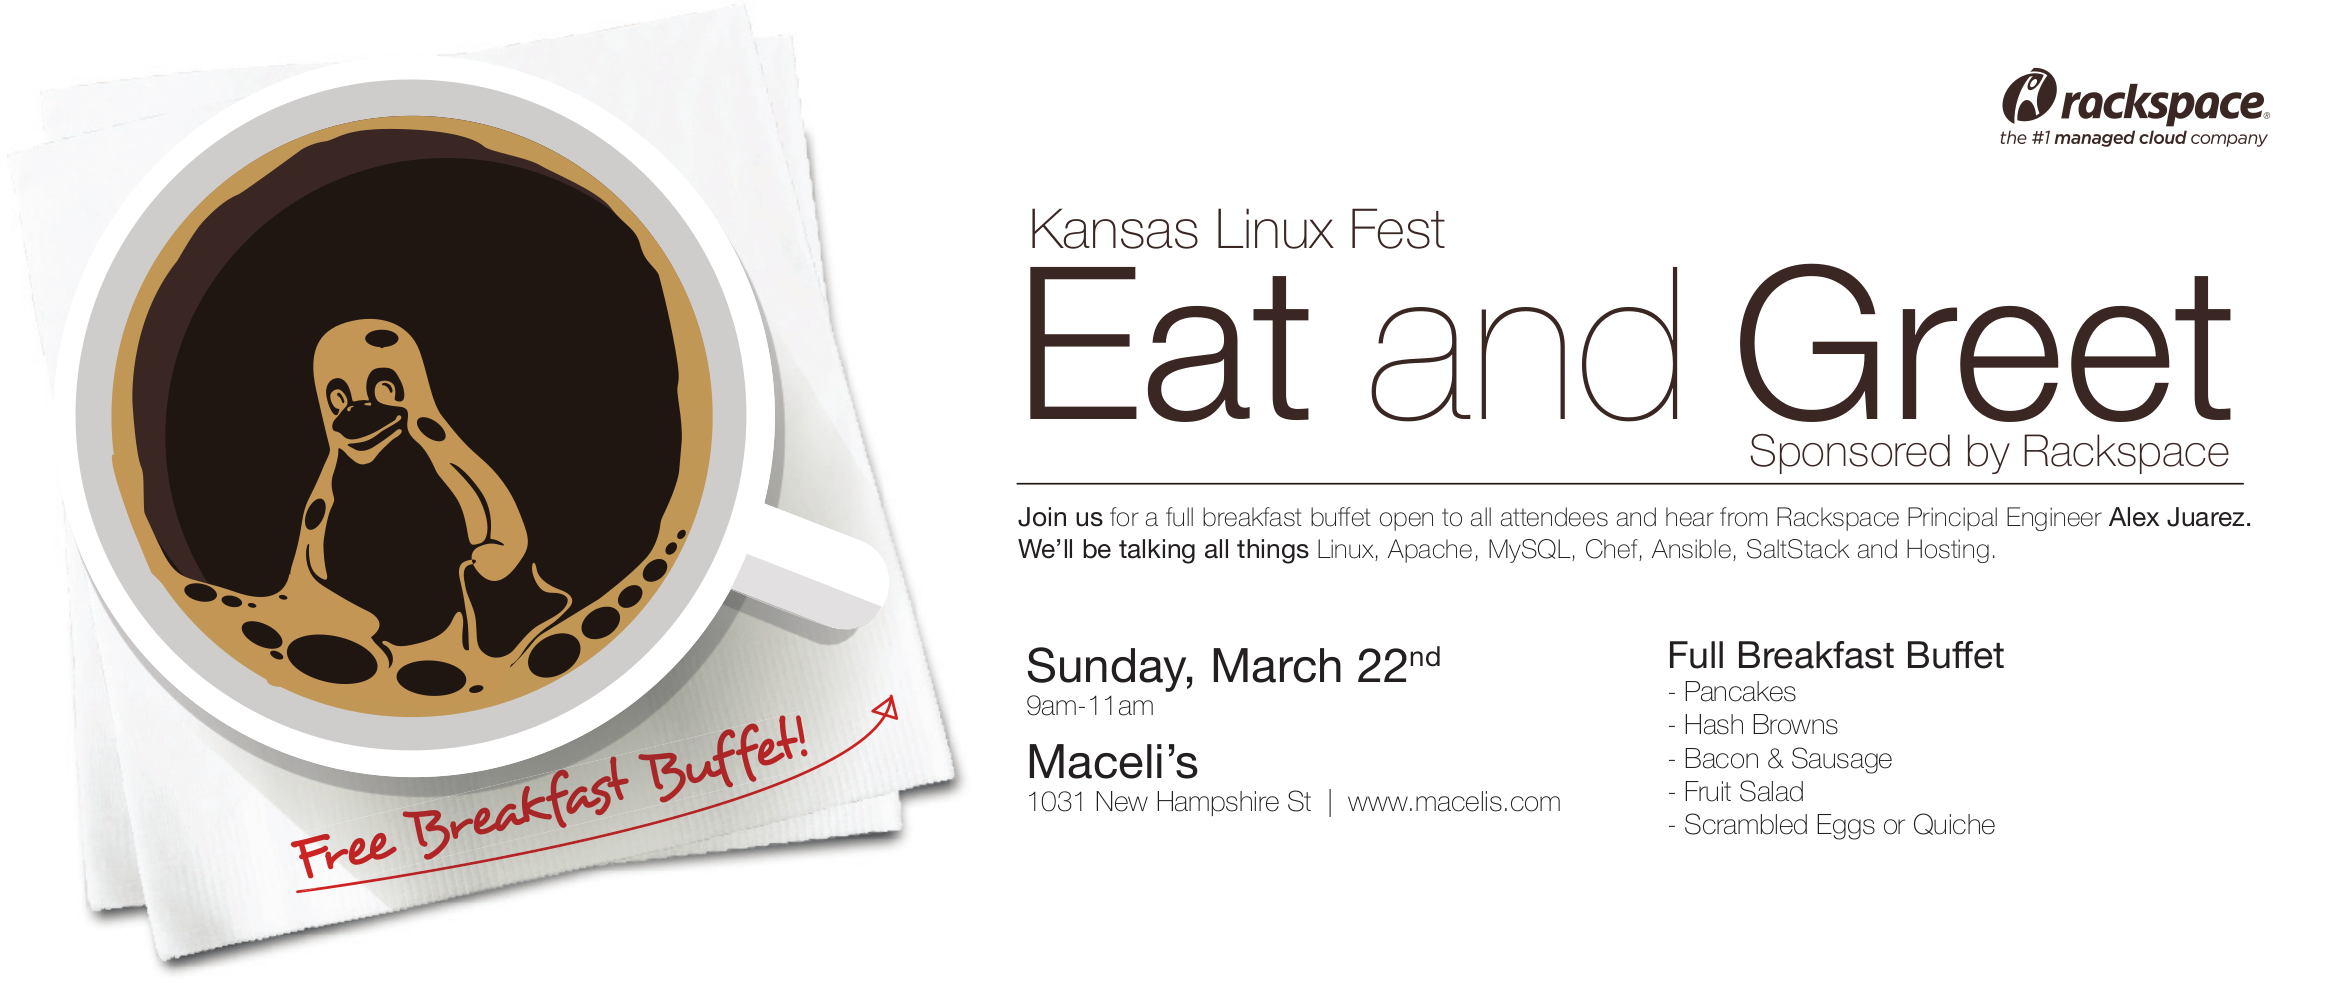 rackspace®
the #1 managed cloud company
Kansas Linux Fest
Eat and Greet
Sponsored by Rackspace
Join us for a full breakfast buffet open to all attendees and hear from Rackspace Principal Engineer Alex Juarez.
We'll be talking all things Linux, Apache, MySQL, Chef, Ansible, SaltStack and Hosting.
Sunday, March 22nd
9am-11am
Maceli's
1031 New Hampshire St | www.macelis.com
Full Breakfast Buffet
- Pancakes
- Hash Browns
- Bacon & Sausage
- Fruit Salad
- Scrambled Eggs or Quiche
Free Breakfast Buffet!